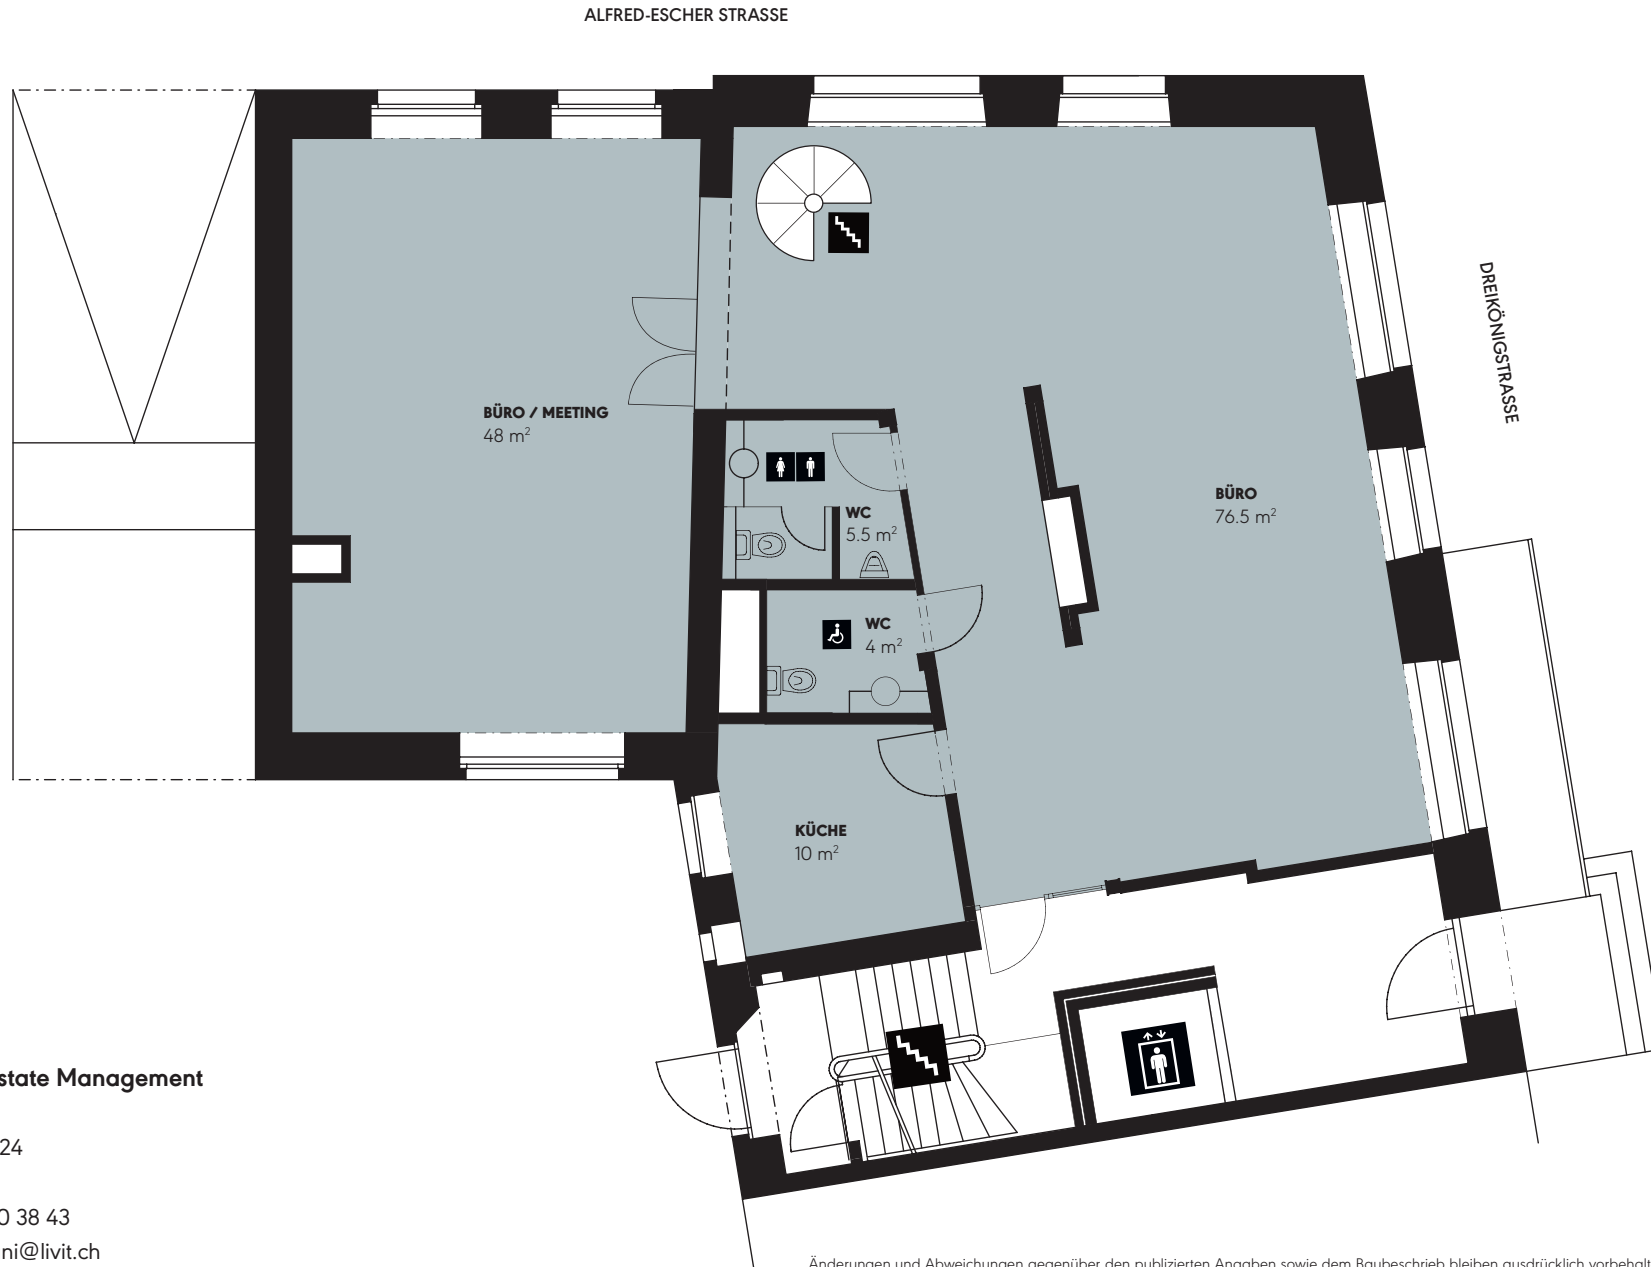 ALFRED-ESCHER STRASSE
DREIKÖNIGSTRASSE
BÜRO / MEETING
48 m²
BÜRO
76.5 m²
WC
5.5 m²
WC
4 m²
KÜCHE
10 m²
state Management
24
0 38 43
ni@livit.ch
Änderungen und Abweichungen gegenüber den publizierten Angaben sowie dem Baubeschrieb bleiben ausdrücklich vorbehalt